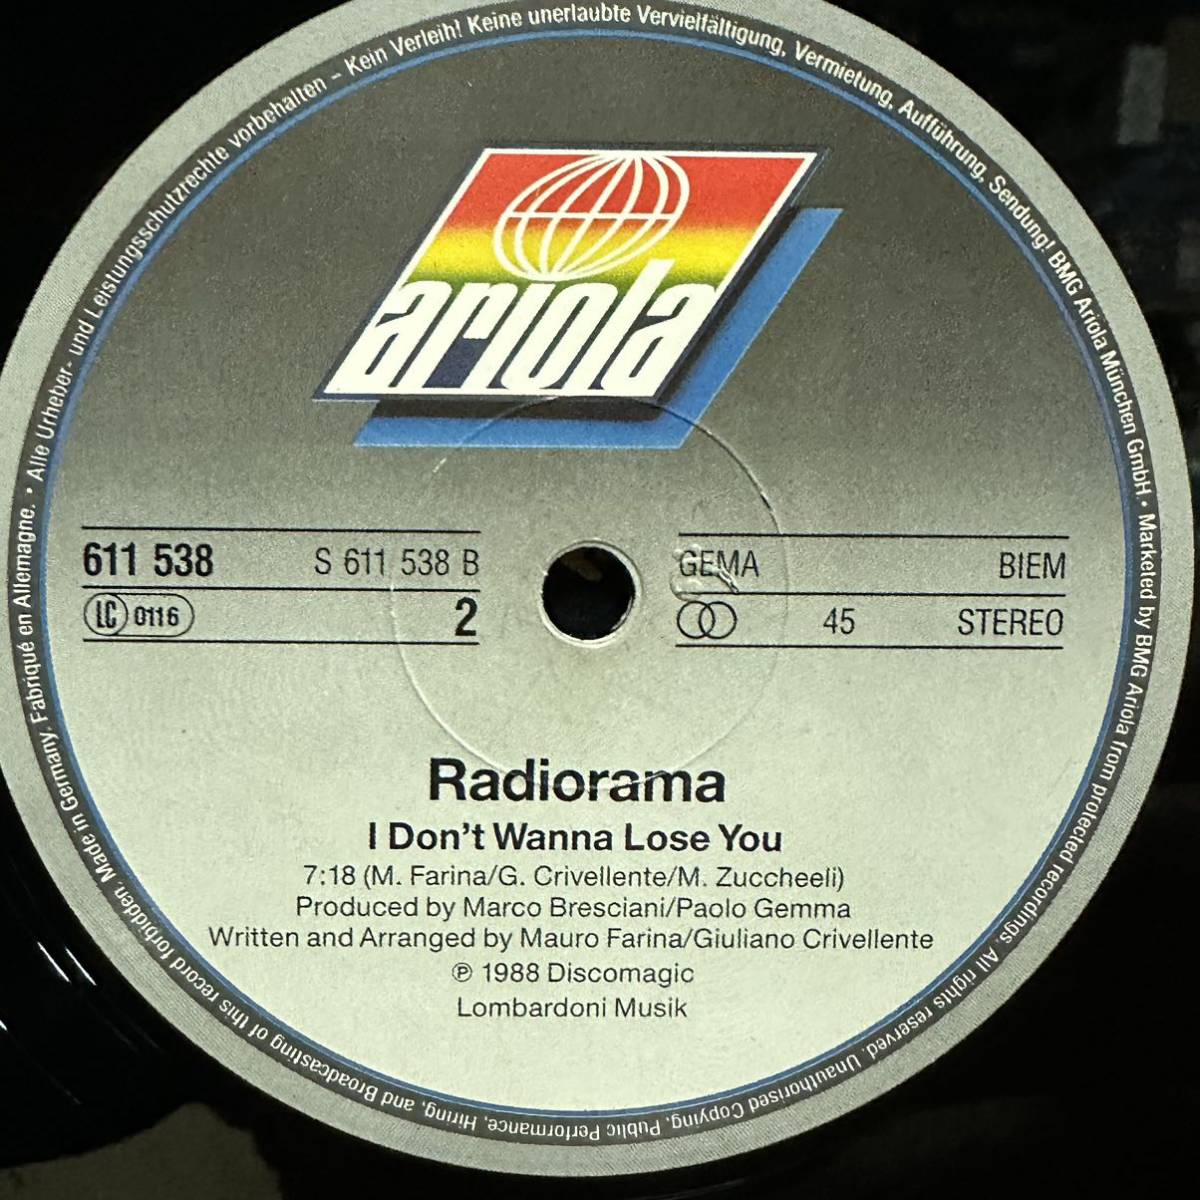 ariola
611 538 S 611 538 B
LC 0116 2
GEMA BIEM
45 STEREO
Radiorama
I Don't Wanna Lose You
7:18 (M. Farina/G. Crivellente/M. Zuccheeli)
Produced by Marco Bresciani/Paolo Gemma
Written and Arranged by Mauro Farina/Giuliano Crivellente
℗ 1988 Discomagic
Lombardoni Musik
• Alle Urheber- und Leistungsschutzrechte vorbehalten – Kein Verleih! Keine unerlaubte Vervielfältigung, Vermietung, Aufführung, Sendung! BMG Ariola München GmbH • Marketed by BMG Ariola from protected recordings. All rights reserved. Unauthorised Copying, Public Performance, Hiring, and Broadcasting of this record forbidden. Made in Germany. Fabriqué en Allemagne.